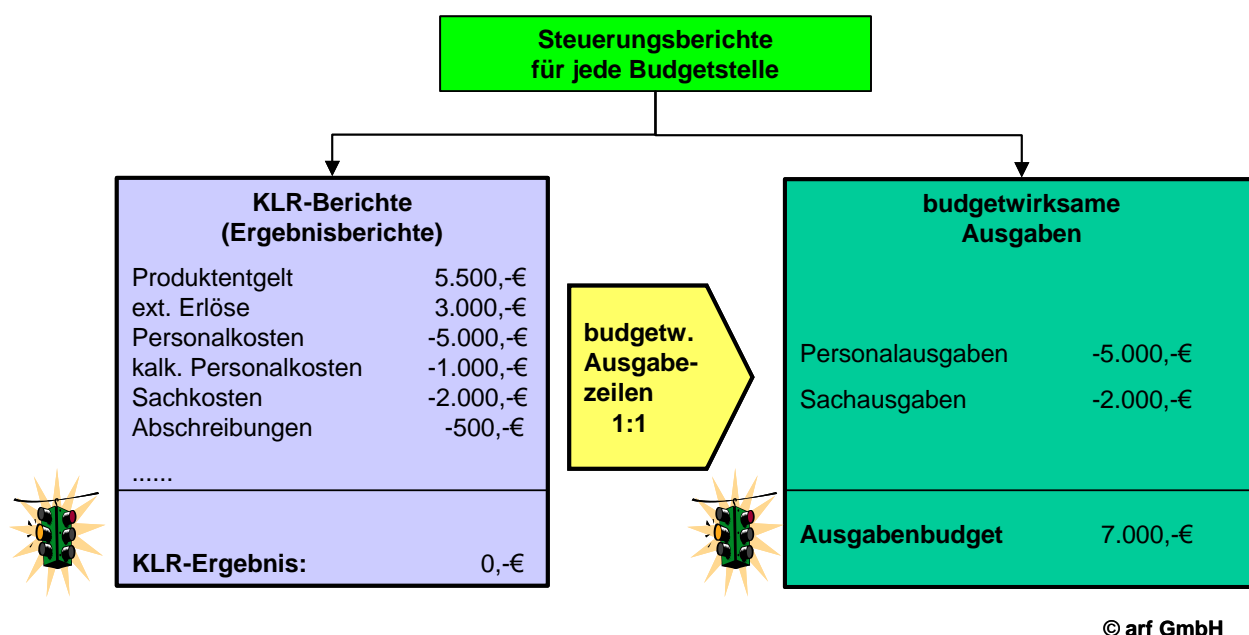 Steuerungsberichte
für jede Budgetstelle
KLR-Berichte
(Ergebnisberichte)
Produktentgelt 5.500,-€
ext. Erlöse 3.000,-€
Personalkosten -5.000,-€
kalk. Personalkosten -1.000,-€
Sachkosten -2.000,-€
Abschreibungen -500,-€
......
KLR-Ergebnis: 0,-€
budgetw.
Ausgabe-
zeilen
1:1
budgetwirksame
Ausgaben
Personalausgaben -5.000,-€
Sachausgaben -2.000,-€
Ausgabenbudget 7.000,-€
© arf GmbH